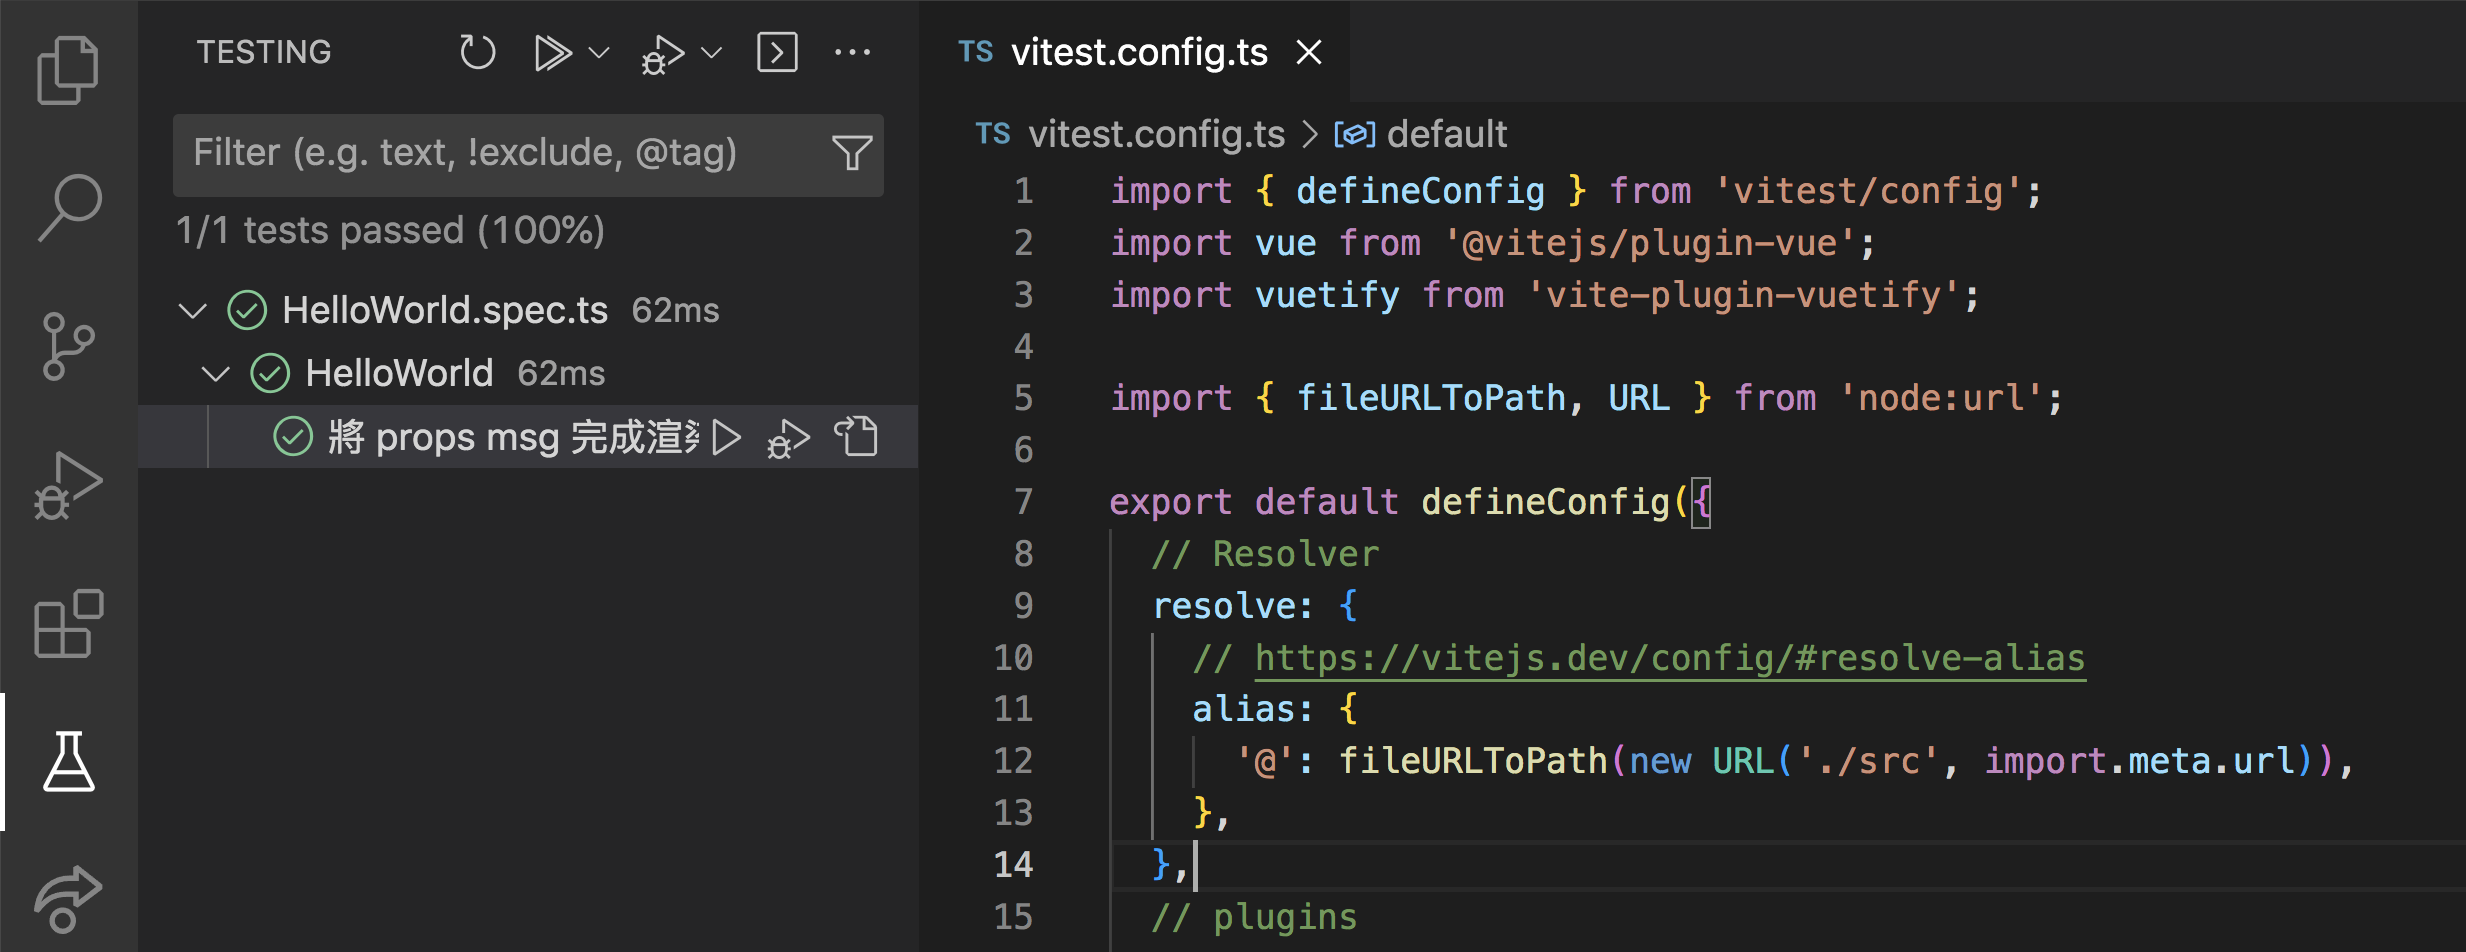 TESTING
Filter (e.g. text, !exclude, @tag)
1/1 tests passed (100%)
HelloWorld.spec.ts 62ms
HelloWorld 62ms
將 props msg 完成渲
TS vitest.config.ts
TS vitest.config.ts > default
1 import { defineConfig } from 'vitest/config';
2 import vue from '@vitejs/plugin-vue';
3 import vuetify from 'vite-plugin-vuetify';
4
5 import { fileURLToPath, URL } from 'node:url';
6
7 export default defineConfig({
8 // Resolver
9 resolve: {
10 // https://vitejs.dev/config/#resolve-alias
11 alias: {
12 '@': fileURLToPath(new URL('./src', import.meta.url)),
13 },
14 },
15 // plugins